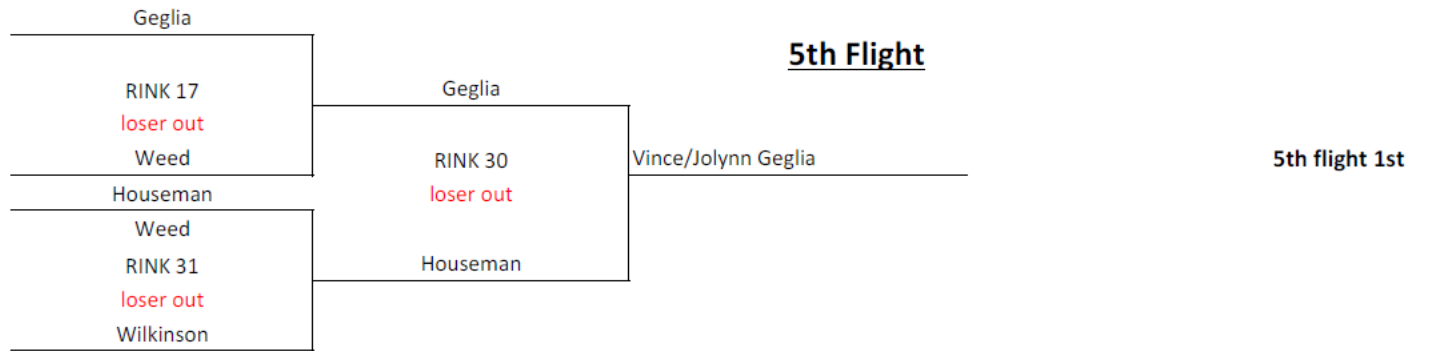 Geglia
5th Flight
RINK 17
Geglia
loser out
Weed
RINK 30
Vince/Jolynn Geglia
5th flight 1st
Houseman
loser out
Weed
RINK 31
Houseman
loser out
Wilkinson